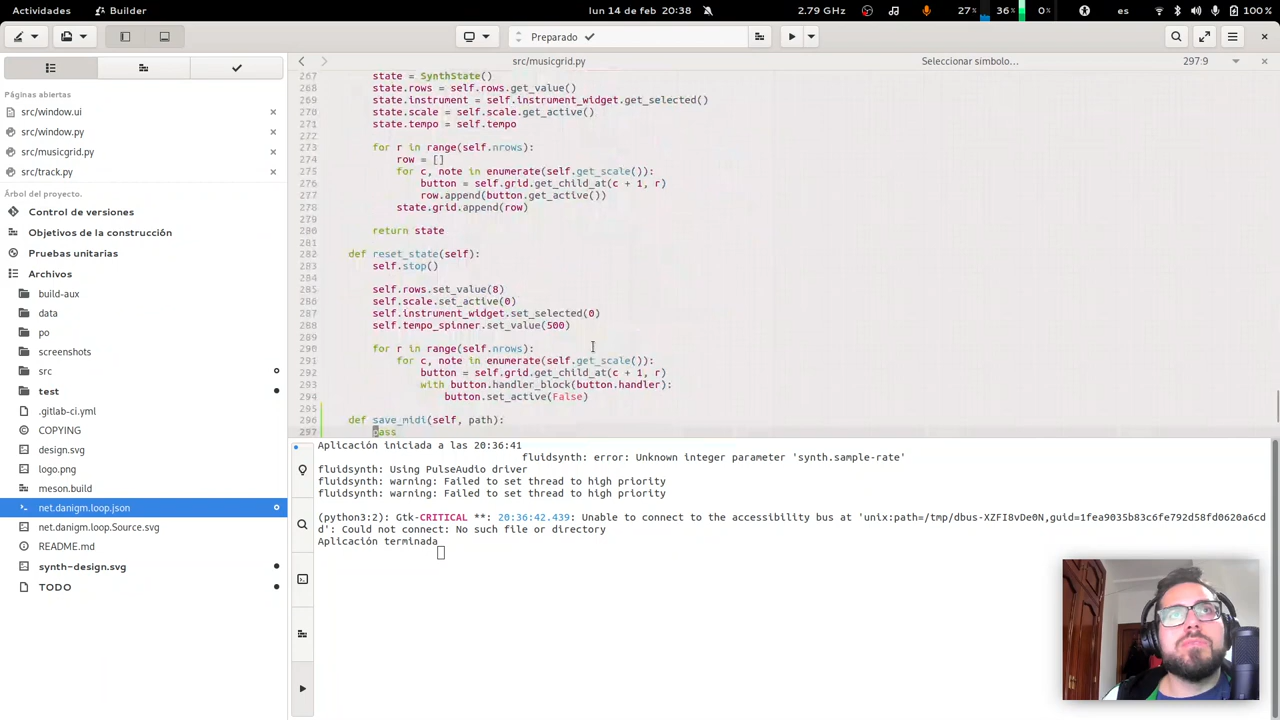 Actividades
Builder
lun 14 de feb 20:38
2.79 GHz
27%
36%
0%
es
100 %
Preparado
src/musicgrid.py
Seleccionar símbolo…
297:9
Páginas abiertas
src/window.ui
src/window.py
src/musicgrid.py
src/track.py
Árbol del proyecto.
Control de versiones
Objetivos de la construcción
Pruebas unitarias
Archivos
build-aux
data
po
screenshots
src
test
.gitlab-ci.yml
COPYING
design.svg
logo.png
meson.build
net.danigm.loop.json
net.danigm.loop.Source.svg
README.md
synth-design.svg
TODO
267 state = SynthState()
268 state.rows = self.rows.get_value()
269 state.instrument = self.instrument_widget.get_selected()
270 state.scale = self.scale.get_active()
271 state.tempo = self.tempo
272
273 for r in range(self.nrows):
274 row = []
275 for c, note in enumerate(self.get_scale()):
276 button = self.grid.get_child_at(c + 1, r)
277 row.append(button.get_active())
278 state.grid.append(row)
279
280 return state
281
282 def reset_state(self):
283 self.stop()
284
285 self.rows.set_value(8)
286 self.scale.set_active(0)
287 self.instrument_widget.set_selected(0)
288 self.tempo_spinner.set_value(500)
289
290 for r in range(self.nrows):
291 for c, note in enumerate(self.get_scale()):
292 button = self.grid.get_child_at(c + 1, r)
293 with button.handler_block(button.handler):
294 button.set_active(False)
295
296 def save_midi(self, path):
297 pass
Aplicación iniciada a las 20:36:41
fluidsynth: error: Unknown integer parameter 'synth.sample-rate'
fluidsynth: Using PulseAudio driver
fluidsynth: warning: Failed to set thread to high priority
fluidsynth: warning: Failed to set thread to high priority
(python3:2): Gtk-CRITICAL **: 20:36:42.439: Unable to connect to the accessibility bus at 'unix:path=/tmp/dbus-XZFI8vDe0N,guid=1fea9035b83c6fe792d58fd0620a6cd
d': Could not connect: No such file or directory
Aplicación terminada